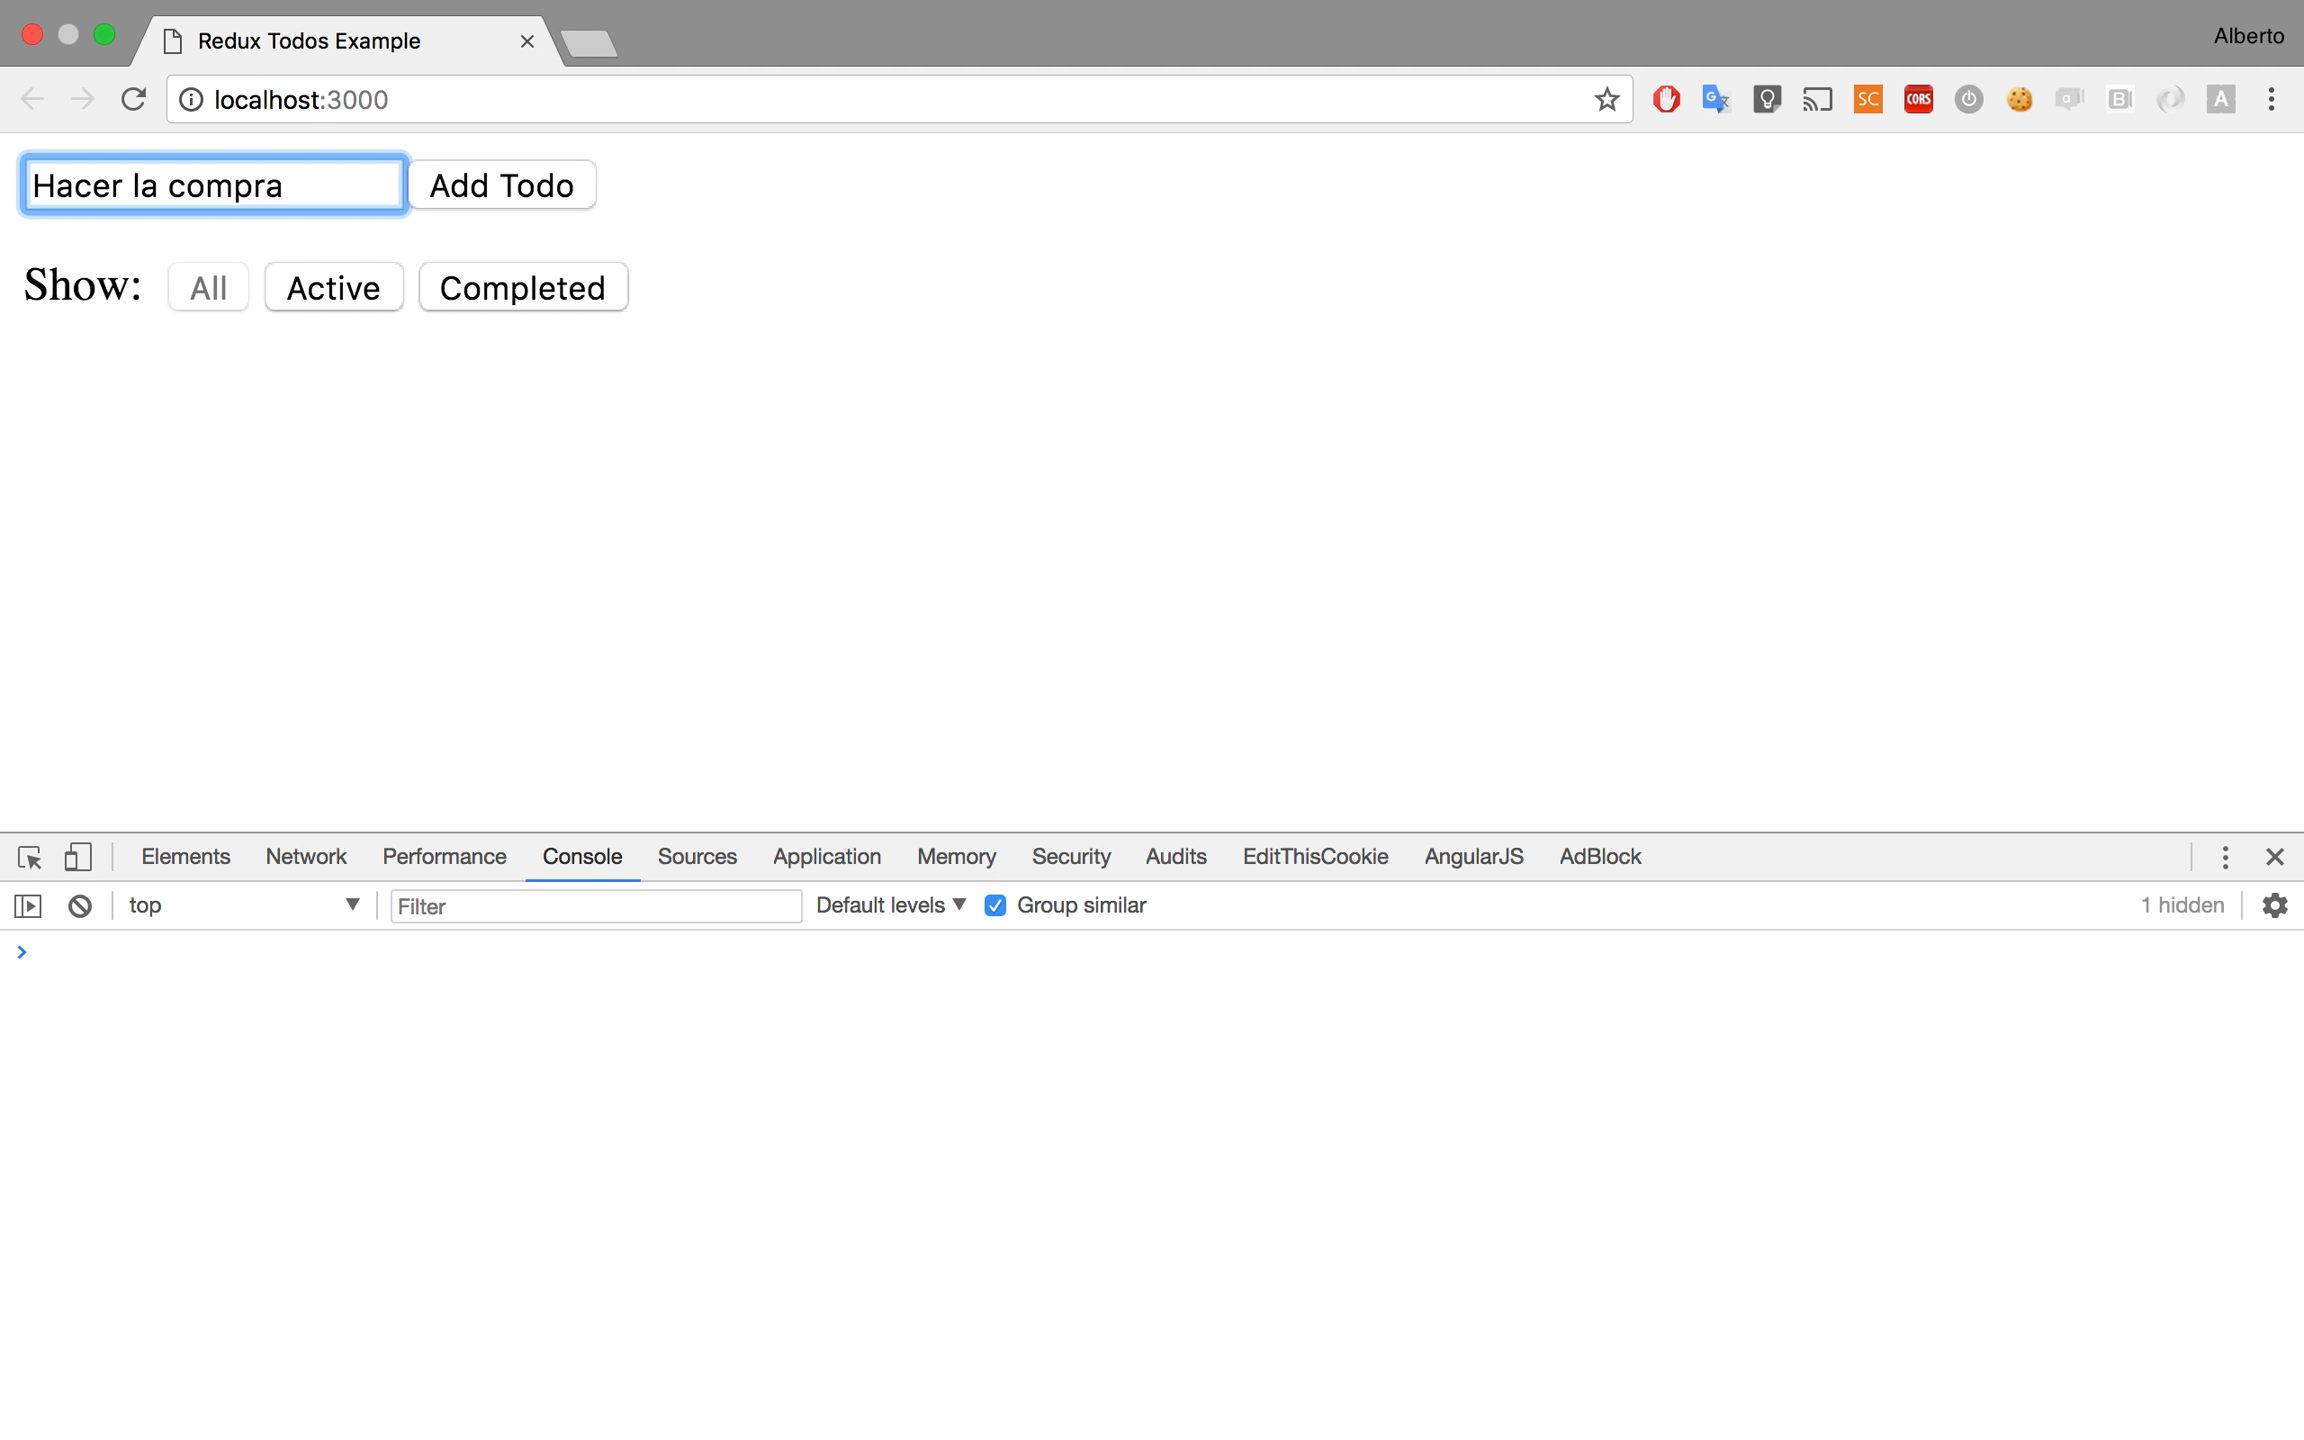 Redux Todos Example
Alberto
localhost:3000
SC
CORS
Hacer la compra Add Todo
Show: All Active Completed
Elements Network Performance Console Sources Application Memory Security Audits EditThisCookie AngularJS AdBlock
top Filter Default levels Group similar 1 hidden